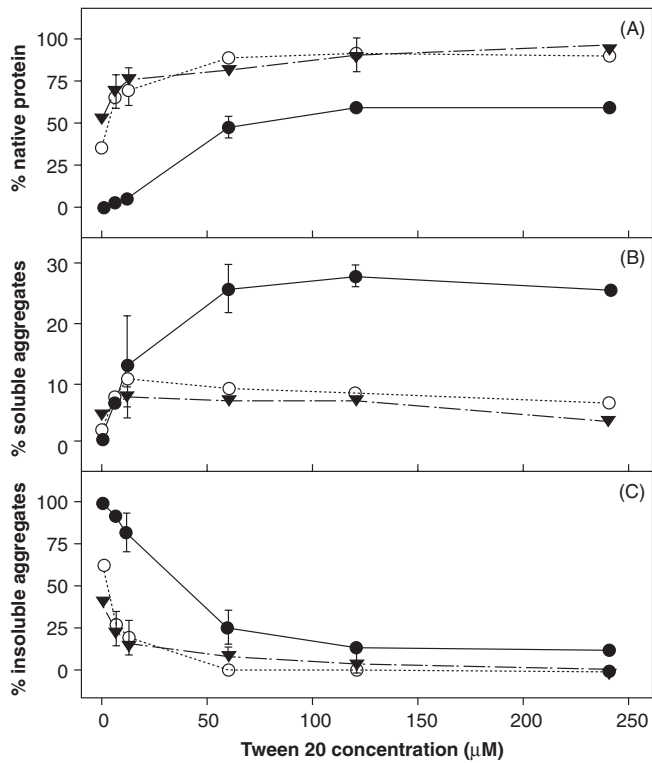 (A)
% native protein
100
75
50
25
0
(B)
% soluble aggregates
30
20
10
0
(C)
% insoluble aggregates
100
75
50
25
0
0 50 100 150 200 250
Tween 20 concentration (μM)